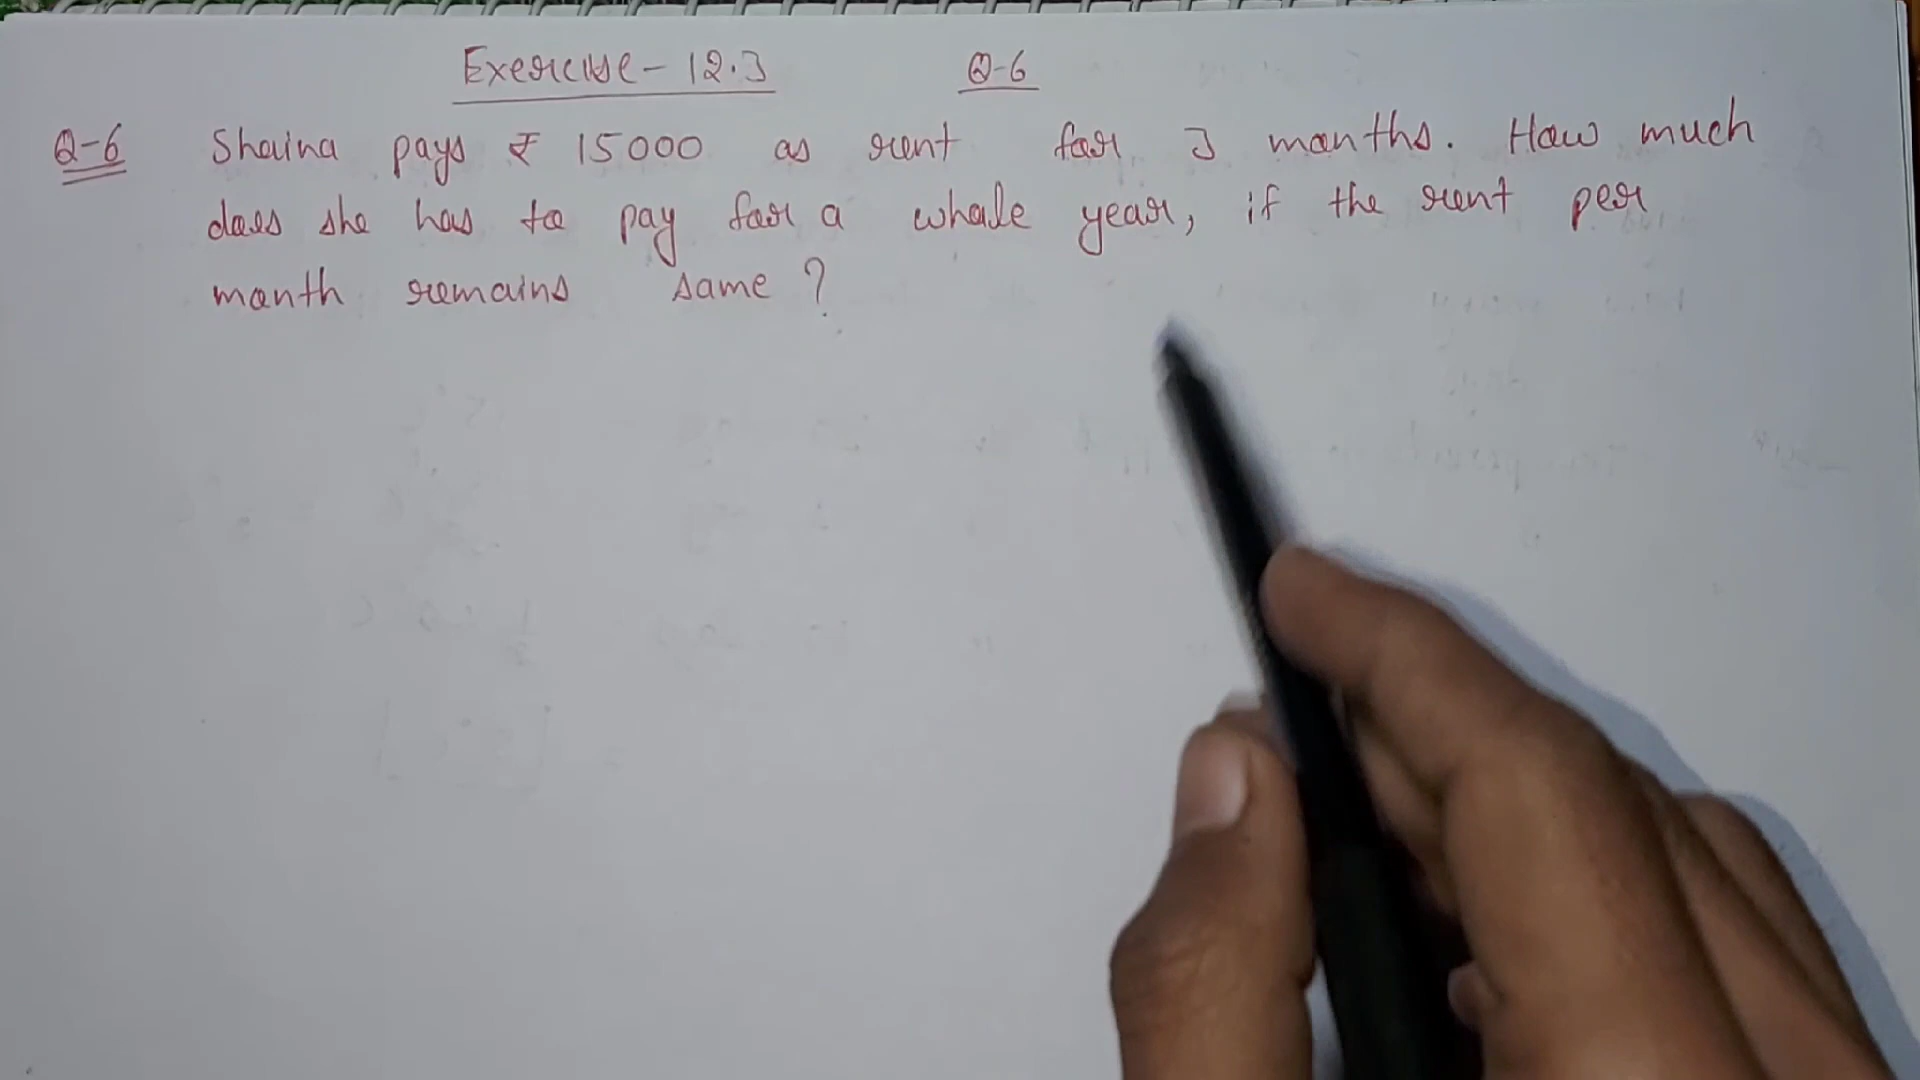 Exercise - 12.3 Q-6
Q-6 Shaina pays ₹ 15000 as rent for 3 months. How much
does she has to pay for a whole year, if the rent per
month remains same ?